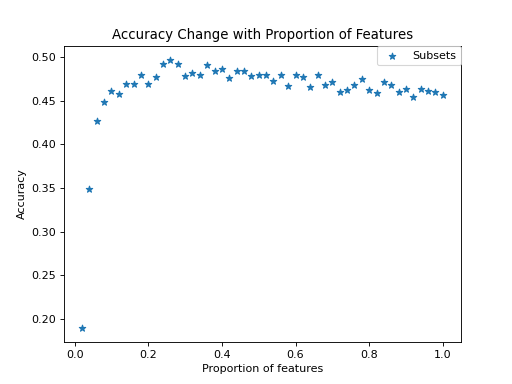 Accuracy Change with Proportion of Features
Subsets
0.50
0.45
0.40
0.35
0.30
0.25
0.20
Accuracy
0.0 0.2 0.4 0.6 0.8 1.0
Proportion of features